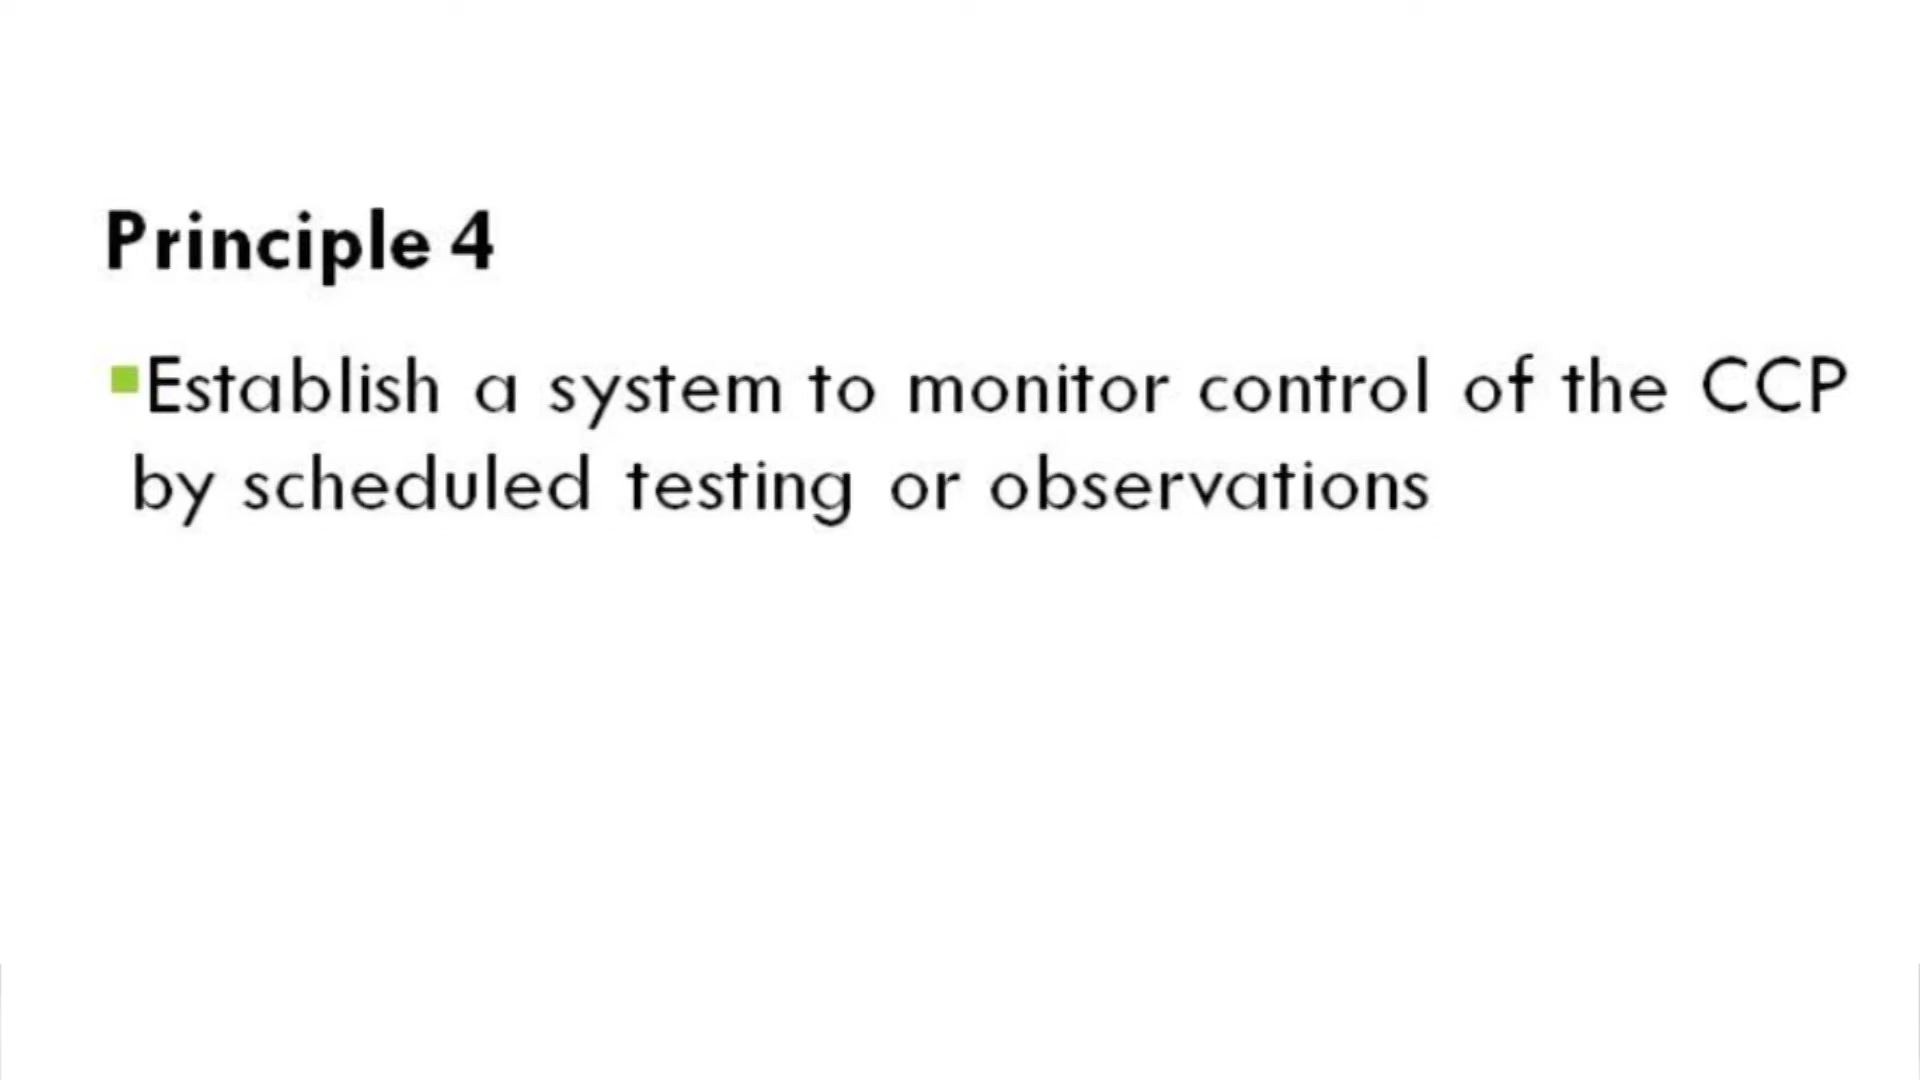 Principle 4
Establish a system to monitor control of the CCP
by scheduled testing or observations